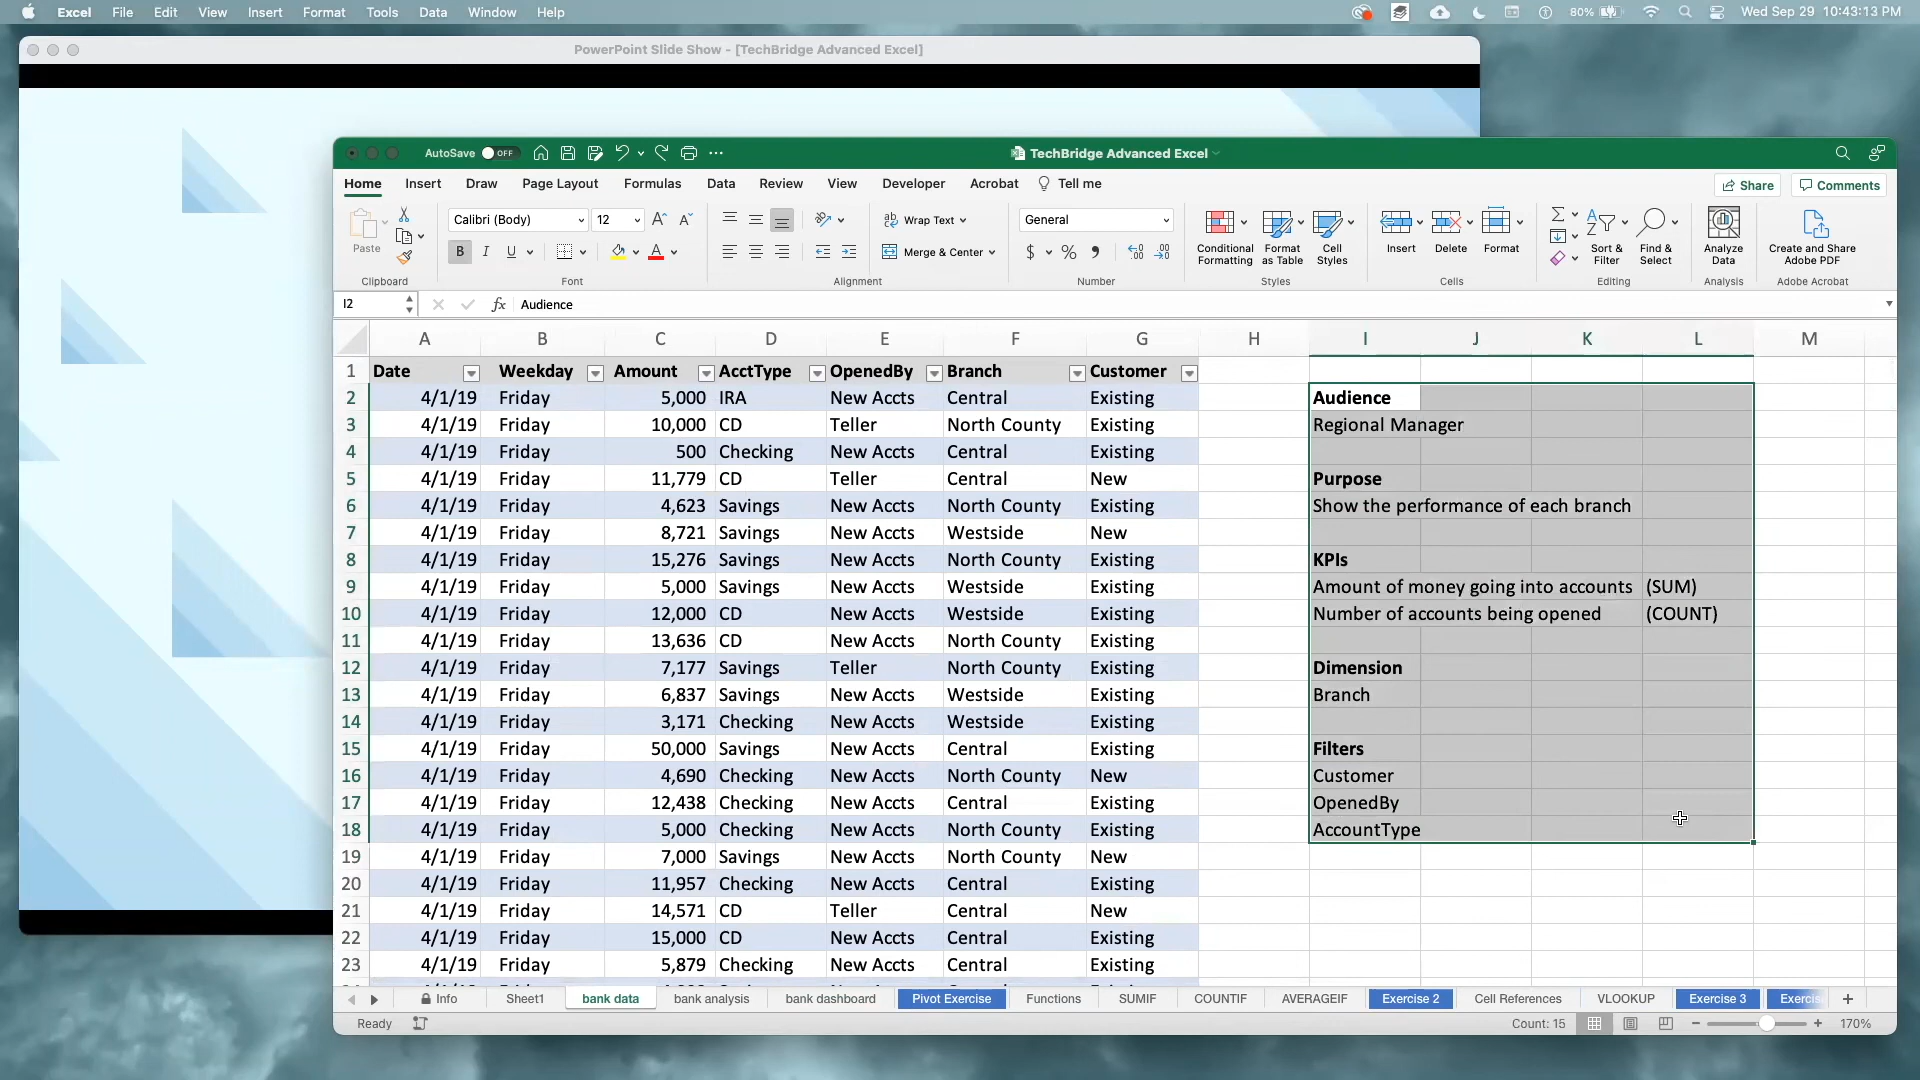 Excel File Edit View Insert Format Tools Data Window Help 80% Wed Sep 29 10:43:13 PM
PowerPoint Slide Show - [TechBridge Advanced Excel]
AutoSave OFF TechBridge Advanced Excel
Home Insert Draw Page Layout Formulas Data Review View Developer Acrobat Tell me Share Comments
Paste Calibri (Body) 12 Wrap Text General
B I U Merge & Center $ % Conditional Formatting Format as Table Cell Styles Insert Delete Format Sort & Filter Find & Select Analyze Data Create and Share Adobe PDF
Clipboard Font Alignment Number Styles Cells Editing Analysis Adobe Acrobat
I2 fx Audience
A B C D E F G H I J K L M
1 Date Weekday Amount AcctType OpenedBy Branch Customer
2 4/1/19 Friday 5,000 IRA New Accts Central Existing Audience
3 4/1/19 Friday 10,000 CD Teller North County Existing Regional Manager
4 4/1/19 Friday 500 Checking New Accts Central Existing
5 4/1/19 Friday 11,779 CD Teller Central New Purpose
6 4/1/19 Friday 4,623 Savings New Accts North County Existing Show the performance of each branch
7 4/1/19 Friday 8,721 Savings New Accts Westside New
8 4/1/19 Friday 15,276 Savings New Accts North County Existing KPIs
9 4/1/19 Friday 5,000 Savings New Accts Westside Existing Amount of money going into accounts (SUM)
10 4/1/19 Friday 12,000 CD New Accts Westside Existing Number of accounts being opened (COUNT)
11 4/1/19 Friday 13,636 CD New Accts North County Existing
12 4/1/19 Friday 7,177 Savings Teller North County Existing Dimension
13 4/1/19 Friday 6,837 Savings New Accts Westside Existing Branch
14 4/1/19 Friday 3,171 Checking New Accts Westside Existing
15 4/1/19 Friday 50,000 Savings New Accts Central Existing Filters
16 4/1/19 Friday 4,690 Checking New Accts North County New Customer
17 4/1/19 Friday 12,438 Checking New Accts Central Existing OpenedBy
18 4/1/19 Friday 5,000 Checking New Accts North County Existing AccountType
19 4/1/19 Friday 7,000 Savings New Accts North County New
20 4/1/19 Friday 11,957 Checking New Accts Central Existing
21 4/1/19 Friday 14,571 CD Teller Central New
22 4/1/19 Friday 15,000 CD New Accts Central Existing
23 4/1/19 Friday 5,879 Checking New Accts Central Existing
Info Sheet1 bank data bank analysis bank dashboard Pivot Exercise Functions SUMIF COUNTIF AVERAGEIF Exercise 2 Cell References VLOOKUP Exercise 3 Exercis
Ready Count: 15 170%